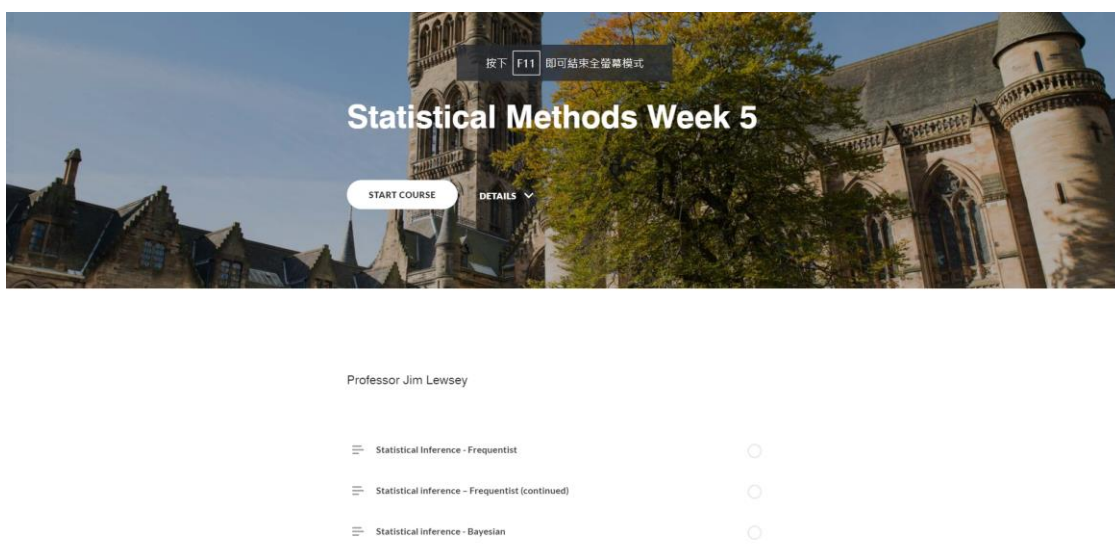 按下 F11 即可結束全螢幕模式
Statistical Methods Week 5
START COURSE DETAILS
Professor Jim Lewsey
Statistical Inference - Frequentist
Statistical inference – Frequentist (continued)
Statistical inference - Bayesian